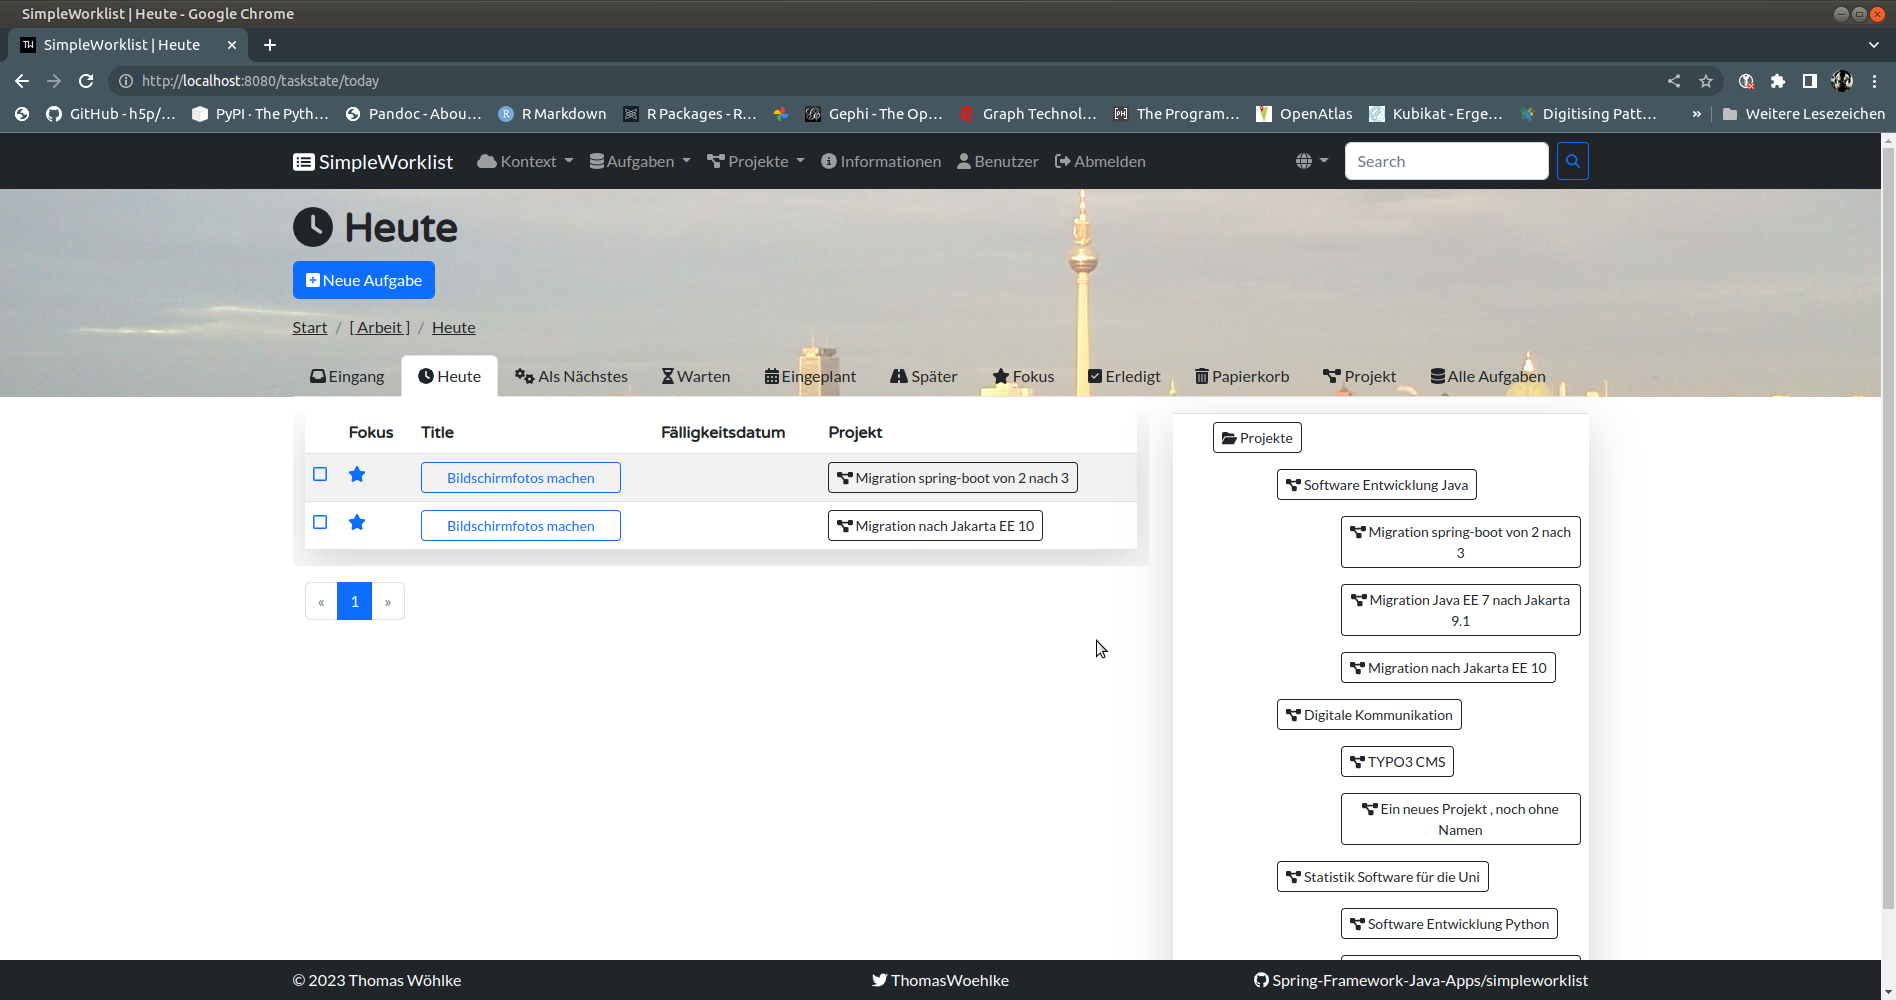 SimpleWorklist | Heute - Google Chrome
SimpleWorklist | Heute
http://localhost:8080/taskstate/today
GitHub - h5p/… PyPI · The Pyth… Pandoc - Abou… R Markdown R Packages - R… Gephi - The Op… Graph Technol… The Program… OpenAtlas Kubikat - Erge… Digitising Patt… » Weitere Lesezeichen
SimpleWorklist Kontext Aufgaben Projekte Informationen Benutzer Abmelden Search
Heute
Neue Aufgabe
Start / [ Arbeit ] / Heute
Eingang Heute Als Nächstes Warten Eingeplant Später Fokus Erledigt Papierkorb Projekt Alle Aufgaben
Fokus Title Fälligkeitsdatum Projekt
Bildschirmfotos machen Migration spring-boot von 2 nach 3
Bildschirmfotos machen Migration nach Jakarta EE 10
« 1 »
Projekte
Software Entwicklung Java
Migration spring-boot von 2 nach
3
Migration Java EE 7 nach Jakarta
9.1
Migration nach Jakarta EE 10
Digitale Kommunikation
TYPO3 CMS
Ein neues Projekt , noch ohne
Namen
Statistik Software für die Uni
Software Entwicklung Python
© 2023 Thomas Wöhlke ThomasWoehlke Spring-Framework-Java-Apps/simpleworklist